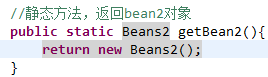 //静态方法，返回bean2对象
public static Beans2 getBean2(){
return new Beans2();
}